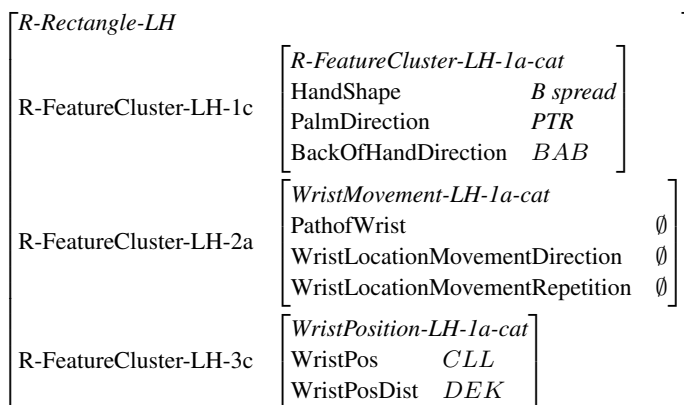 R-Rectangle-LH
R-FeatureCluster-LH-1a-cat
HandShape B spread
R-FeatureCluster-LH-1c PalmDirection PTR
BackOfHandDirection BAB
WristMovement-LH-1a-cat
PathofWrist ∅
R-FeatureCluster-LH-2a WristLocationMovementDirection ∅
WristLocationMovementRepetition ∅
WristPosition-LH-1a-cat
R-FeatureCluster-LH-3c WristPos CLL
WristPosDist DEK